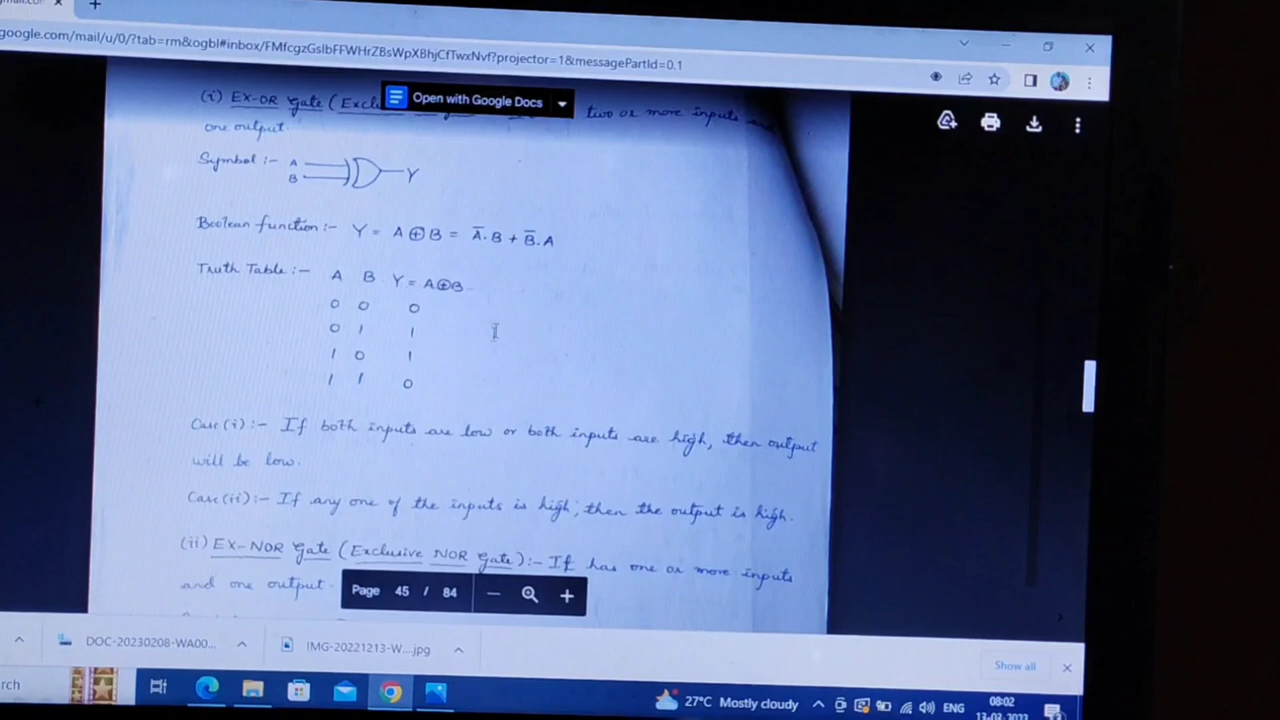 google.com/mail/u/0/?tab=rm&ogbl#inbox/FMfcgzGslbFFWHrZBsWpXBhjCfTwxNvf?projector=1&messagePartId=0.1
(i) EX-OR Gate ( two or more inputs
one output.
Open with Google Docs
Symbol :- A B Y
Boolean function :- Y = A ⊕ B = A̅.B + B̅.A
Truth Table :- A B Y = A⊕B
0 0 0
0 1 1
1 0 1
1 1 0
Case(i) :- If both inputs are low or both inputs are high, then output
will be low.
Case(ii) :- If any one of the inputs is high, then the output is high.
(ii) EX-NOR Gate (Exclusive NOR Gate) :- If has one or more inputs
and one output.
Page 45 / 84
DOC-20230208-WA00...
IMG-20221213-W....jpg
Show all
27°C Mostly cloudy
ENG
08:02